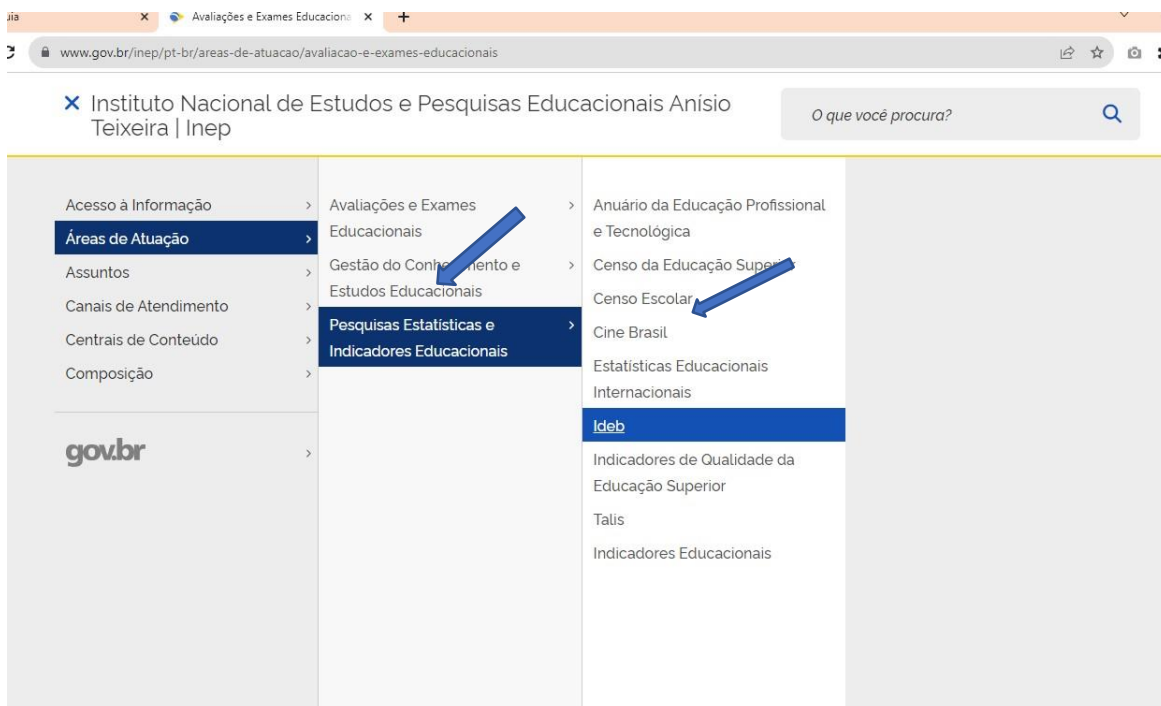 uia
Avaliações e Exames Educaciona
www.gov.br/inep/pt-br/areas-de-atuacao/avaliacao-e-exames-educacionais
Instituto Nacional de Estudos e Pesquisas Educacionais Anísio
Teixeira | Inep
O que você procura?
Acesso à Informação
Áreas de Atuação
Assuntos
Canais de Atendimento
Centrais de Conteúdo
Composição
gov.br
Avaliações e Exames
Educacionais
Gestão do e
Estudos Educacionais
Pesquisas Estatísticas e
Indicadores Educacionais
Anuário da Educação Profissional
e Tecnológica
Censo da Educação Superior
Censo Escolar
Cine Brasil
Estatísticas Educacionais
Internacionais
Ideb
Indicadores de Qualidade da
Educação Superior
Talis
Indicadores Educacionais